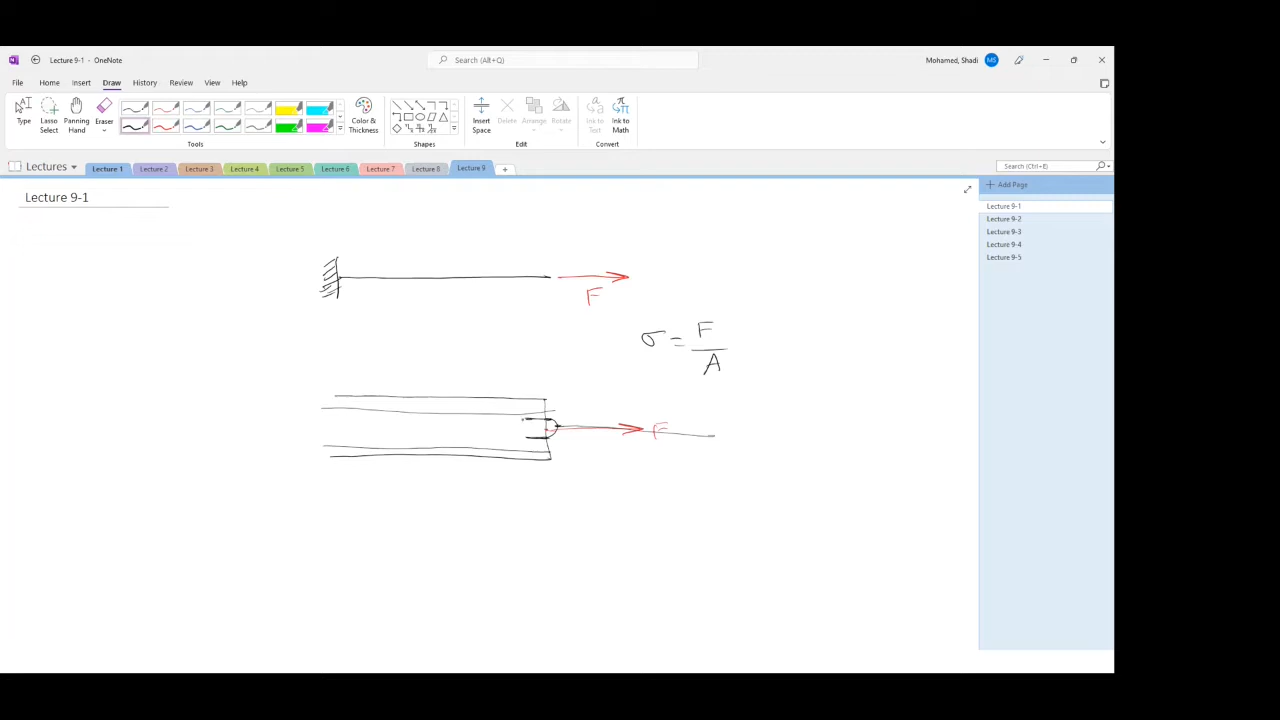 Lecture 9-1 - OneNote
Search (Alt+Q)
Mohamed, Shadi
MS
File Home Insert Draw History Review View Help
Type
Lasso Select
Panning Hand
Eraser
Color & Thickness
Insert Space
Delete
Arrange
Rotate
Ink to Text
Ink to Math
Tools
Shapes
Edit
Convert
Lectures
Lecture 1 Lecture 2 Lecture 3 Lecture 4 Lecture 5 Lecture 6 Lecture 7 Lecture 8 Lecture 9 +
Search (Ctrl+E)
Add Page
Lecture 9-1
Lecture 9-2
Lecture 9-3
Lecture 9-4
Lecture 9-5
Lecture 9-1
F
σ = F
A
F